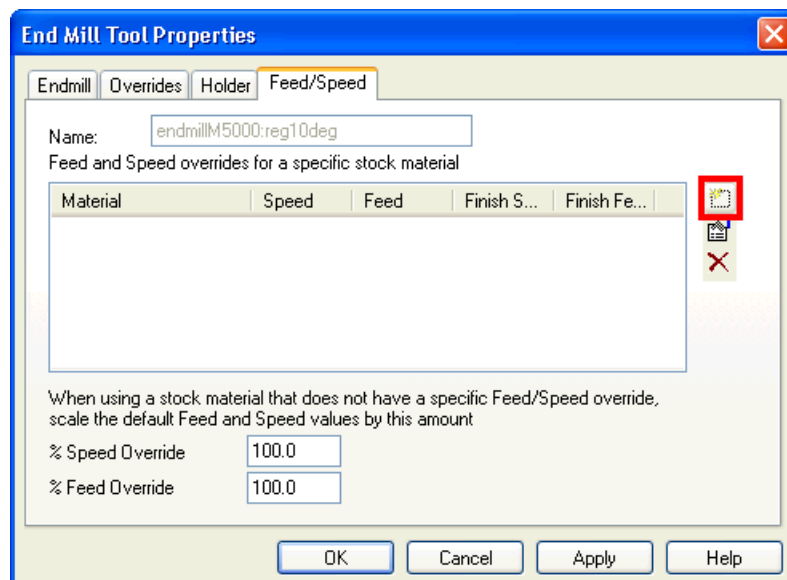 End Mill Tool Properties
Endmill Overrides Holder Feed/Speed
Name: endmillM5000:reg10deg
Feed and Speed overrides for a specific stock material
Material Speed Feed Finish S... Finish Fe...
When using a stock material that does not have a specific Feed/Speed override,
scale the default Feed and Speed values by this amount
% Speed Override 100.0
% Feed Override 100.0
OK Cancel Apply Help